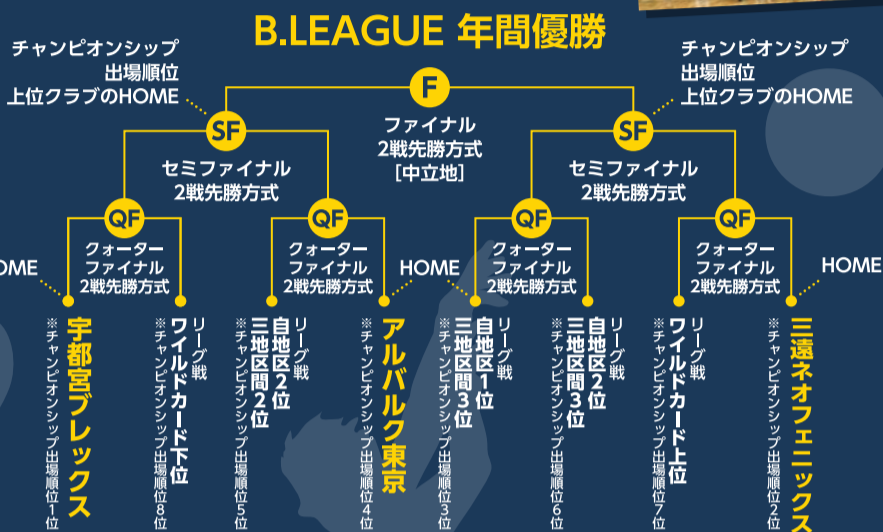 B.LEAGUE 年間優勝
チャンピオンシップ
出場順位
上位クラブのHOME
チャンピオンシップ
出場順位
上位クラブのHOME
F
ファイナル
2戦先勝方式
[中立地]
SF
セミファイナル
2戦先勝方式
SF
セミファイナル
2戦先勝方式
QF
クォーター
ファイナル
2戦先勝方式
QF
クォーター
ファイナル
2戦先勝方式
QF
クォーター
ファイナル
2戦先勝方式
QF
クォーター
ファイナル
2戦先勝方式
OME
HOME
HOME
宇都宮ブレックス
※チャンピオンシップ出場順位1位
リーグ戦
ワイルドカード下位
※チャンピオンシップ出場順位8位
リーグ戦
自地区2位
三地区間2位
※チャンピオンシップ出場順位5位
アルバルク東京
※チャンピオンシップ出場順位4位
リーグ戦
自地区1位
三地区間3位
※チャンピオンシップ出場順位3位
リーグ戦
自地区2位
三地区間3位
※チャンピオンシップ出場順位6位
リーグ戦
ワイルドカード上位
※チャンピオンシップ出場順位7位
三遠ネオフェニックス
※チャンピオンシップ出場順位2位